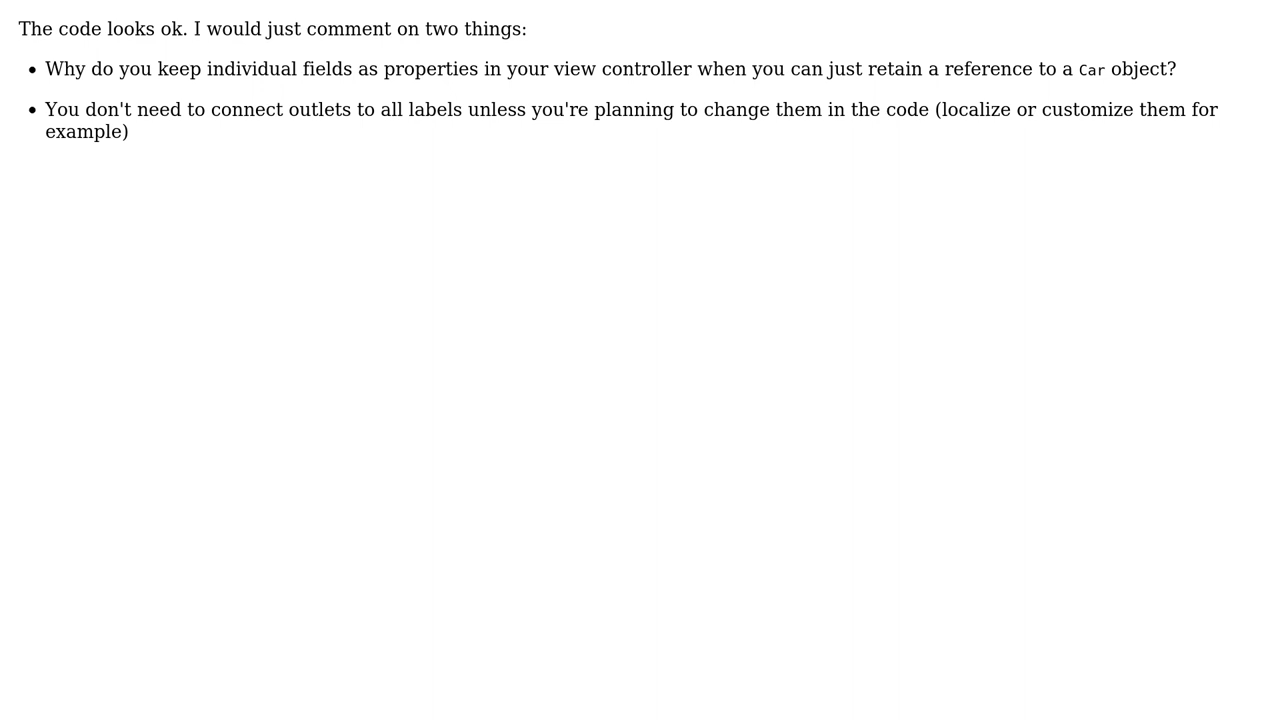 The code looks ok. I would just comment on two things:
• Why do you keep individual fields as properties in your view controller when you can just retain a reference to a Car object?
• You don't need to connect outlets to all labels unless you're planning to change them in the code (localize or customize them for
example)